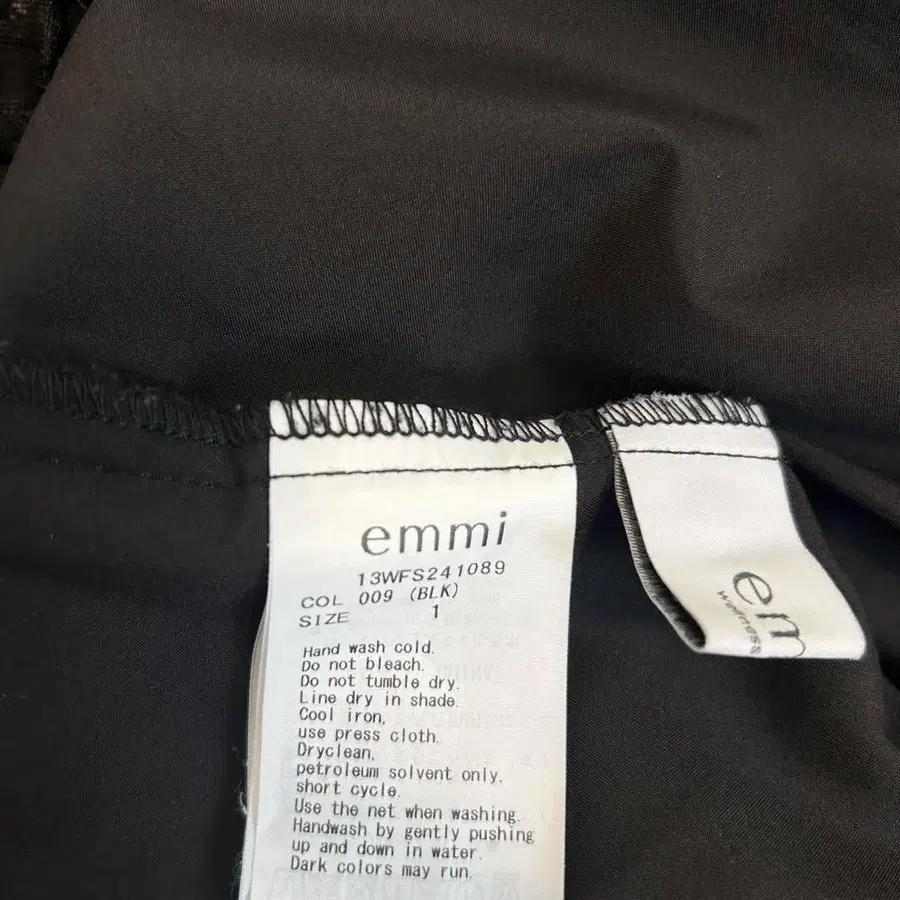 emmi
13WFS241089
COL 009 (BLK)
SIZE 1
Hand wash cold.
Do not bleach.
Do not tumble dry.
Line dry in shade.
Cool iron,
use press cloth.
Dryclean,
petroleum solvent only,
short cycle.
Use the net when washing.
Handwash by gently pushing
up and down in water.
Dark colors may run.
em
wellness